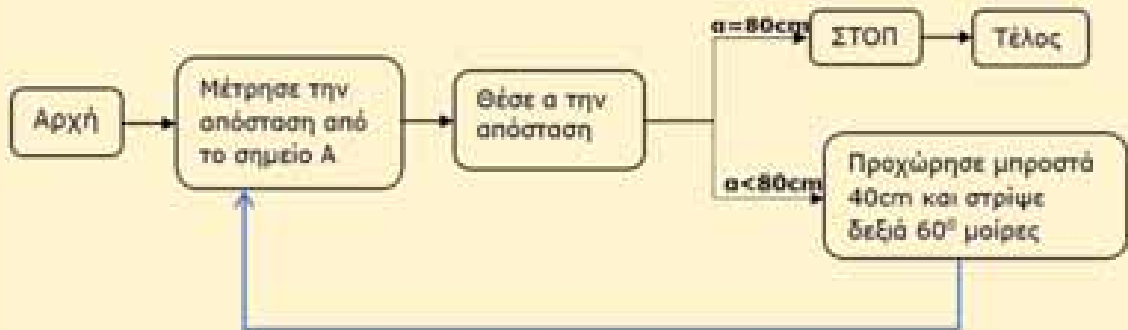 Αρχή
Μέτρησε την
απόσταση από
το σημείο Α
Θέσε α την
απόσταση
α=80cm
ΣΤΟΠ
Τέλος
α<80cm
Προχώρησε μπροστά
40cm και στρίψε
δεξιά 60⁰ μοίρες